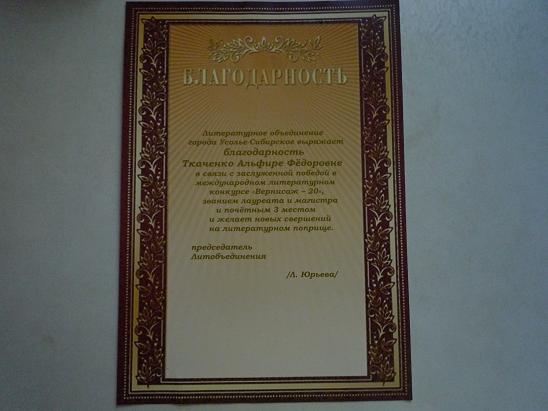 БЛАГОДАРНОСТЬ
Литературное объединение
города Усолье-Сибирское выражает
благодарность
Ткаченко Альфире Фёдоровне
в связи с заслуженной победой в
международном литературном
конкурсе «Вернисаж – 20»,
званием лауреата и магистра
и почётным 3 местом
и желает новых свершений
на литературном поприще.
председатель
Литобъединения
/Л. Юрьева/